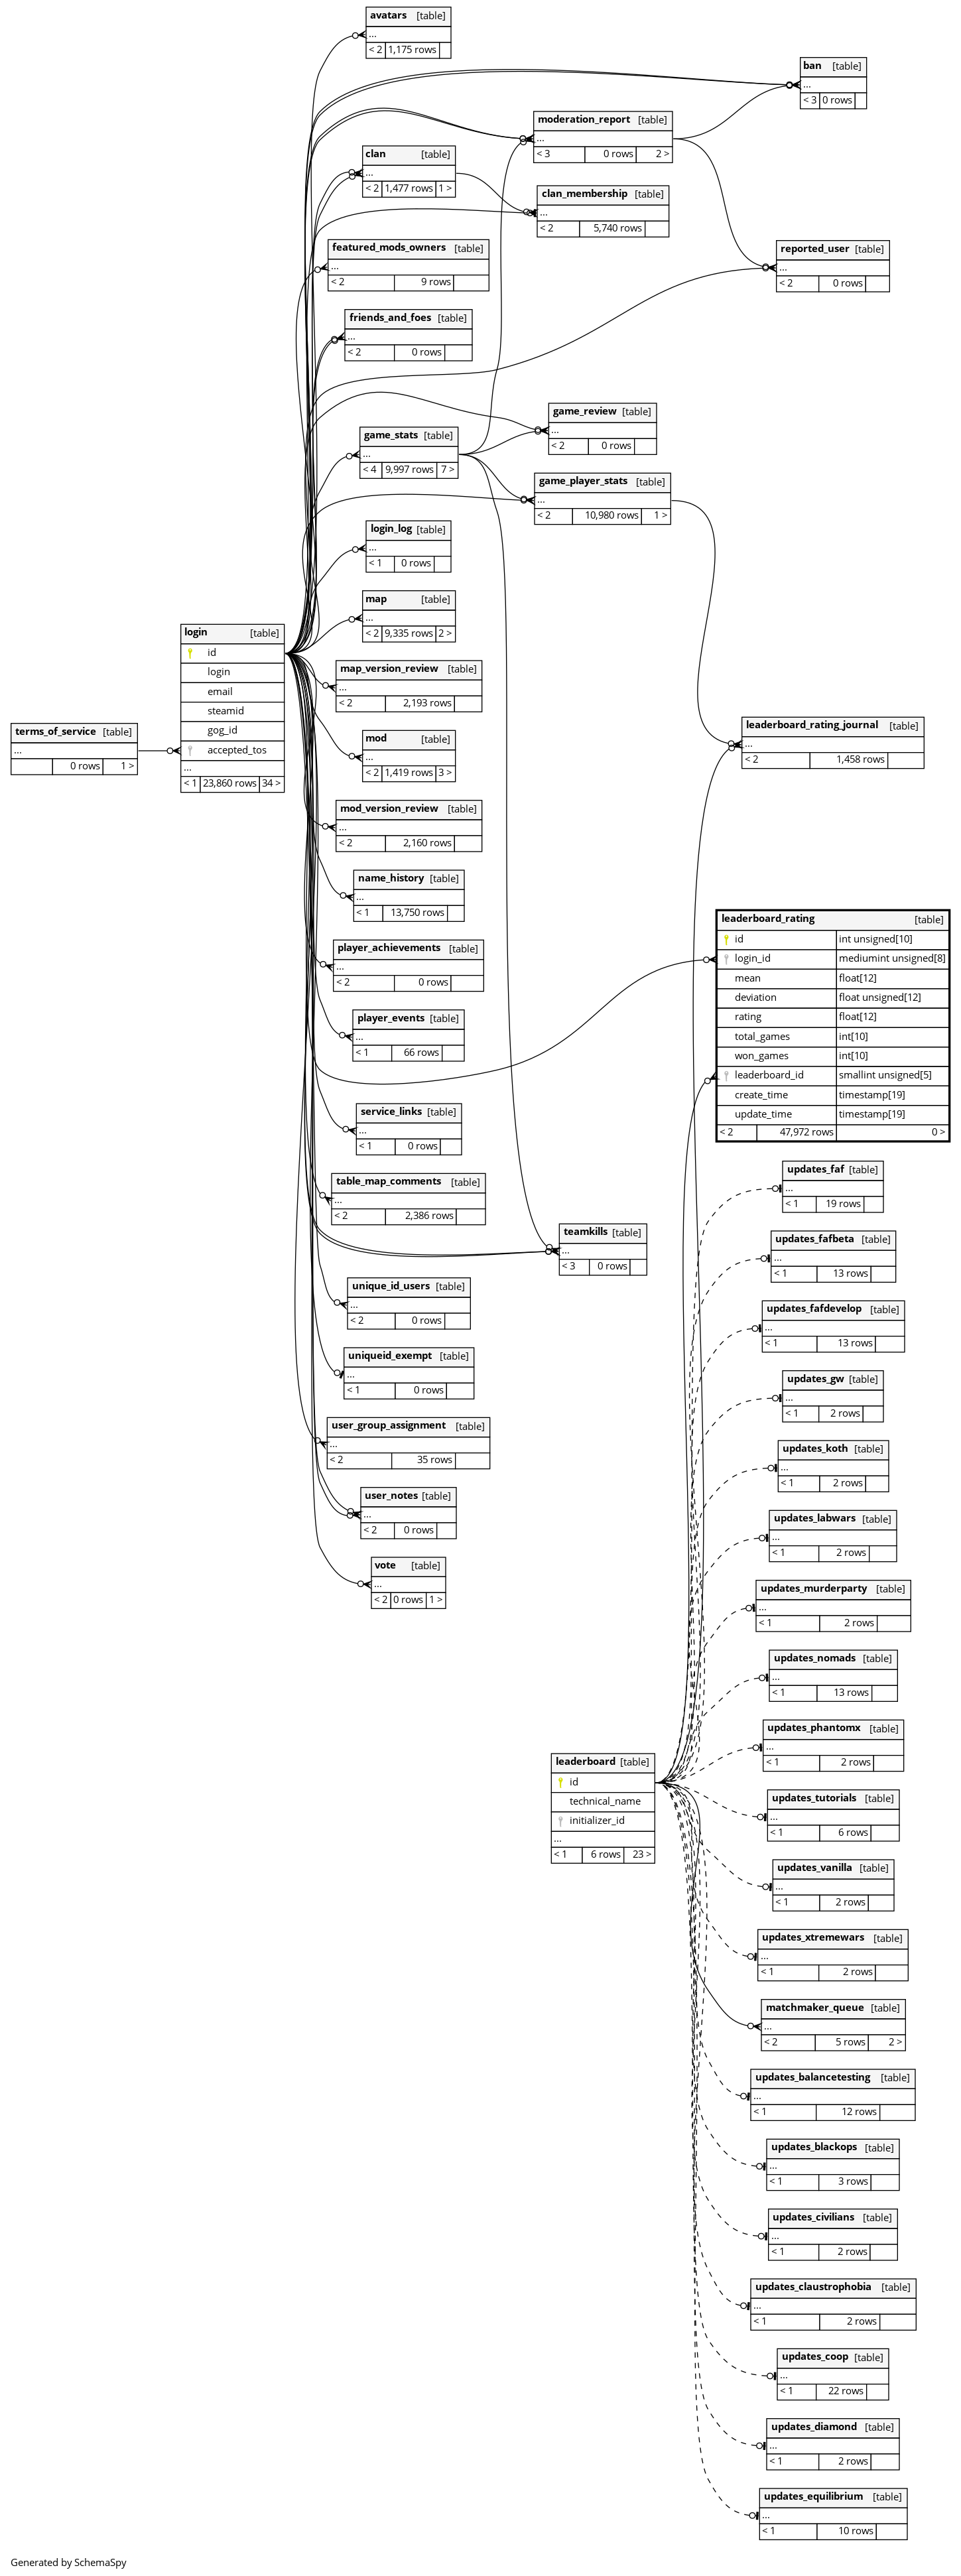 avatars [table]
...
< 2 1,175 rows
ban [table]
...
< 3 0 rows
moderation_report [table]
...
< 3 0 rows 2 >
clan [table]
...
< 2 1,477 rows 1 >
clan_membership [table]
...
< 2 5,740 rows
featured_mods_owners [table]
...
< 2 9 rows
reported_user [table]
...
< 2 0 rows
friends_and_foes [table]
...
< 2 0 rows
game_review [table]
...
< 2 0 rows
game_stats [table]
...
< 4 9,997 rows 7 >
game_player_stats [table]
...
< 2 10,980 rows 1 >
login_log [table]
...
< 1 0 rows
map [table]
...
< 2 9,335 rows 2 >
login [table]
id
login
email
steamid
gog_id
accepted_tos
...
< 1 23,860 rows 34 >
map_version_review [table]
...
< 2 2,193 rows
terms_of_service [table]
...
0 rows 1 >
leaderboard_rating_journal [table]
...
< 2 1,458 rows
mod [table]
...
< 2 1,419 rows 3 >
mod_version_review [table]
...
< 2 2,160 rows
name_history [table]
...
< 1 13,750 rows
leaderboard_rating [table]
id int unsigned[10]
login_id mediumint unsigned[8]
mean float[12]
deviation float unsigned[12]
rating float[12]
total_games int[10]
won_games int[10]
leaderboard_id smallint unsigned[5]
create_time timestamp[19]
update_time timestamp[19]
< 2 47,972 rows 0 >
player_achievements [table]
...
< 2 0 rows
player_events [table]
...
< 1 66 rows
service_links [table]
...
< 1 0 rows
table_map_comments [table]
...
< 2 2,386 rows
teamkills [table]
...
< 3 0 rows
unique_id_users [table]
...
< 2 0 rows
uniqueid_exempt [table]
...
< 1 0 rows
user_group_assignment [table]
...
< 2 35 rows
user_notes [table]
...
< 2 0 rows
vote [table]
...
< 2 0 rows 1 >
updates_faf [table]
...
< 1 19 rows
updates_fafbeta [table]
...
< 1 13 rows
updates_fafdevelop [table]
...
< 1 13 rows
updates_gw [table]
...
< 1 2 rows
updates_koth [table]
...
< 1 2 rows
updates_labwars [table]
...
< 1 2 rows
updates_murderparty [table]
...
< 1 2 rows
updates_nomads [table]
...
< 1 13 rows
updates_phantomx [table]
...
< 1 2 rows
leaderboard [table]
id
technical_name
initializer_id
...
< 1 6 rows 23 >
updates_tutorials [table]
...
< 1 6 rows
updates_vanilla [table]
...
< 1 2 rows
updates_xtremewars [table]
...
< 1 2 rows
matchmaker_queue [table]
...
< 2 5 rows 2 >
updates_balancetesting [table]
...
< 1 12 rows
updates_blackops [table]
...
< 1 3 rows
updates_civilians [table]
...
< 1 2 rows
updates_claustrophobia [table]
...
< 1 2 rows
updates_coop [table]
...
< 1 22 rows
updates_diamond [table]
...
< 1 2 rows
updates_equilibrium [table]
...
< 1 10 rows
Generated by SchemaSpy